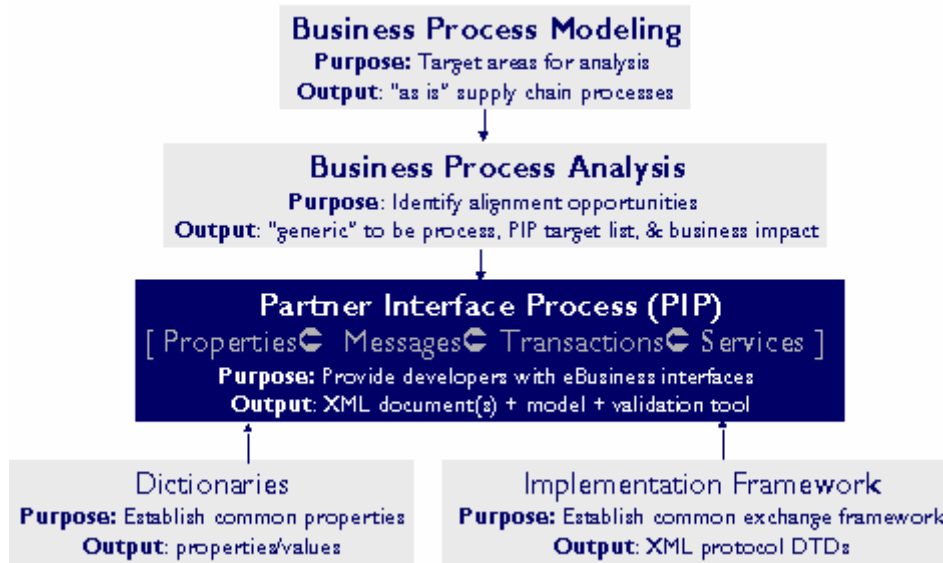 Business Process Modeling
Purpose: Target areas for analysis
Output: "as is" supply chain processes
Business Process Analysis
Purpose: Identify alignment opportunities
Output: "generic" to be process, PIP target list, & business impact
Partner Interface Process (PIP)
[ Properties⊆ Messages⊆ Transactions⊆ Services ]
Purpose: Provide developers with eBusiness interfaces
Output: XML document(s) + model + validation tool
Dictionaries
Purpose: Establish common properties
Output: properties/values
Implementation Framework
Purpose: Establish common exchange framework
Output: XML protocol DTDs